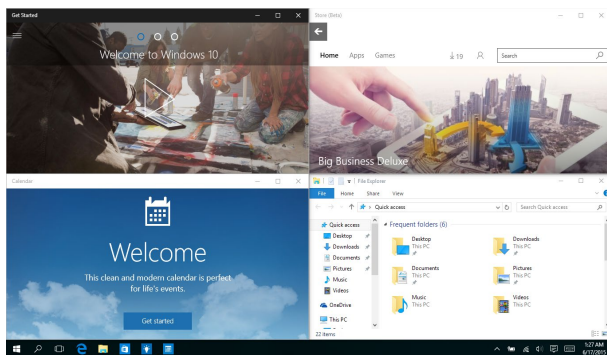 Get Started
Welcome to Windows 10
Store (Beta)
Home Apps Games 19 Search
Big Business Deluxe
Calendar
Welcome
This clean and modern calendar is perfect
for life's events.
Get started
File Explorer
File Home Share View
Quick access Search Quick access
Quick access
Desktop
Downloads
Documents
Pictures
Music
Videos
OneDrive
This PC
Frequent folders (6)
Desktop
This PC
Downloads
This PC
Documents
This PC
Pictures
This PC
Music
This PC
Videos
This PC
22 items
1:27 AM
6/17/2015